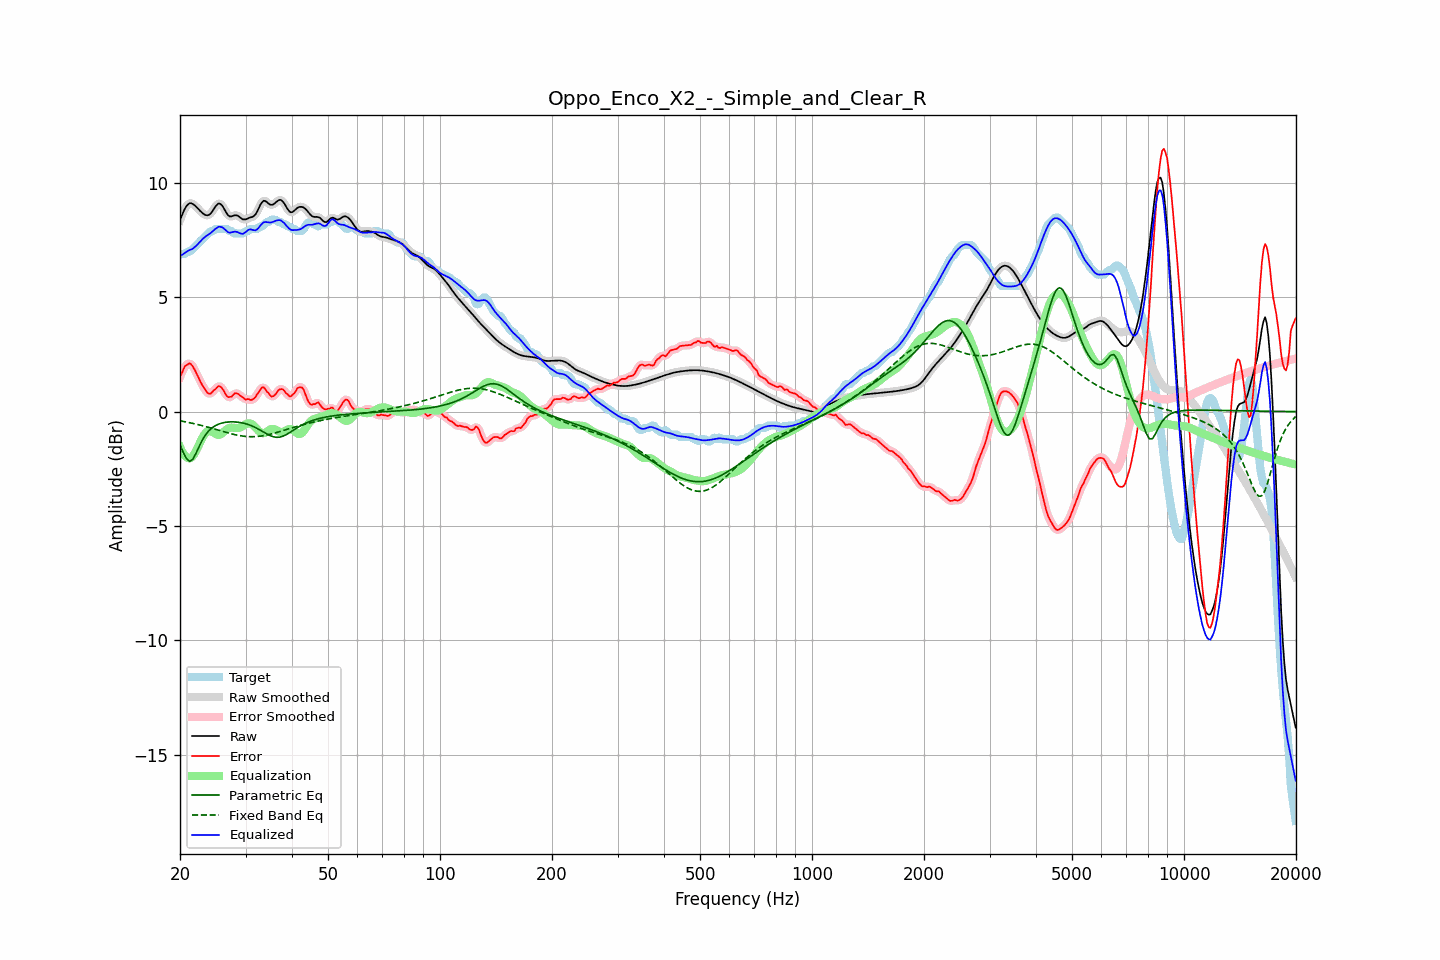 Oppo_Enco_X2_-_Simple_and_Clear_R
Amplitude (dBr)
10
5
0
−5
−10
−15
Target
Raw Smoothed
Error Smoothed
Raw
Error
Equalization
Parametric Eq
Fixed Band Eq
Equalized
20 50 100 200 500 1000 2000 5000 10000 20000
Frequency (Hz)